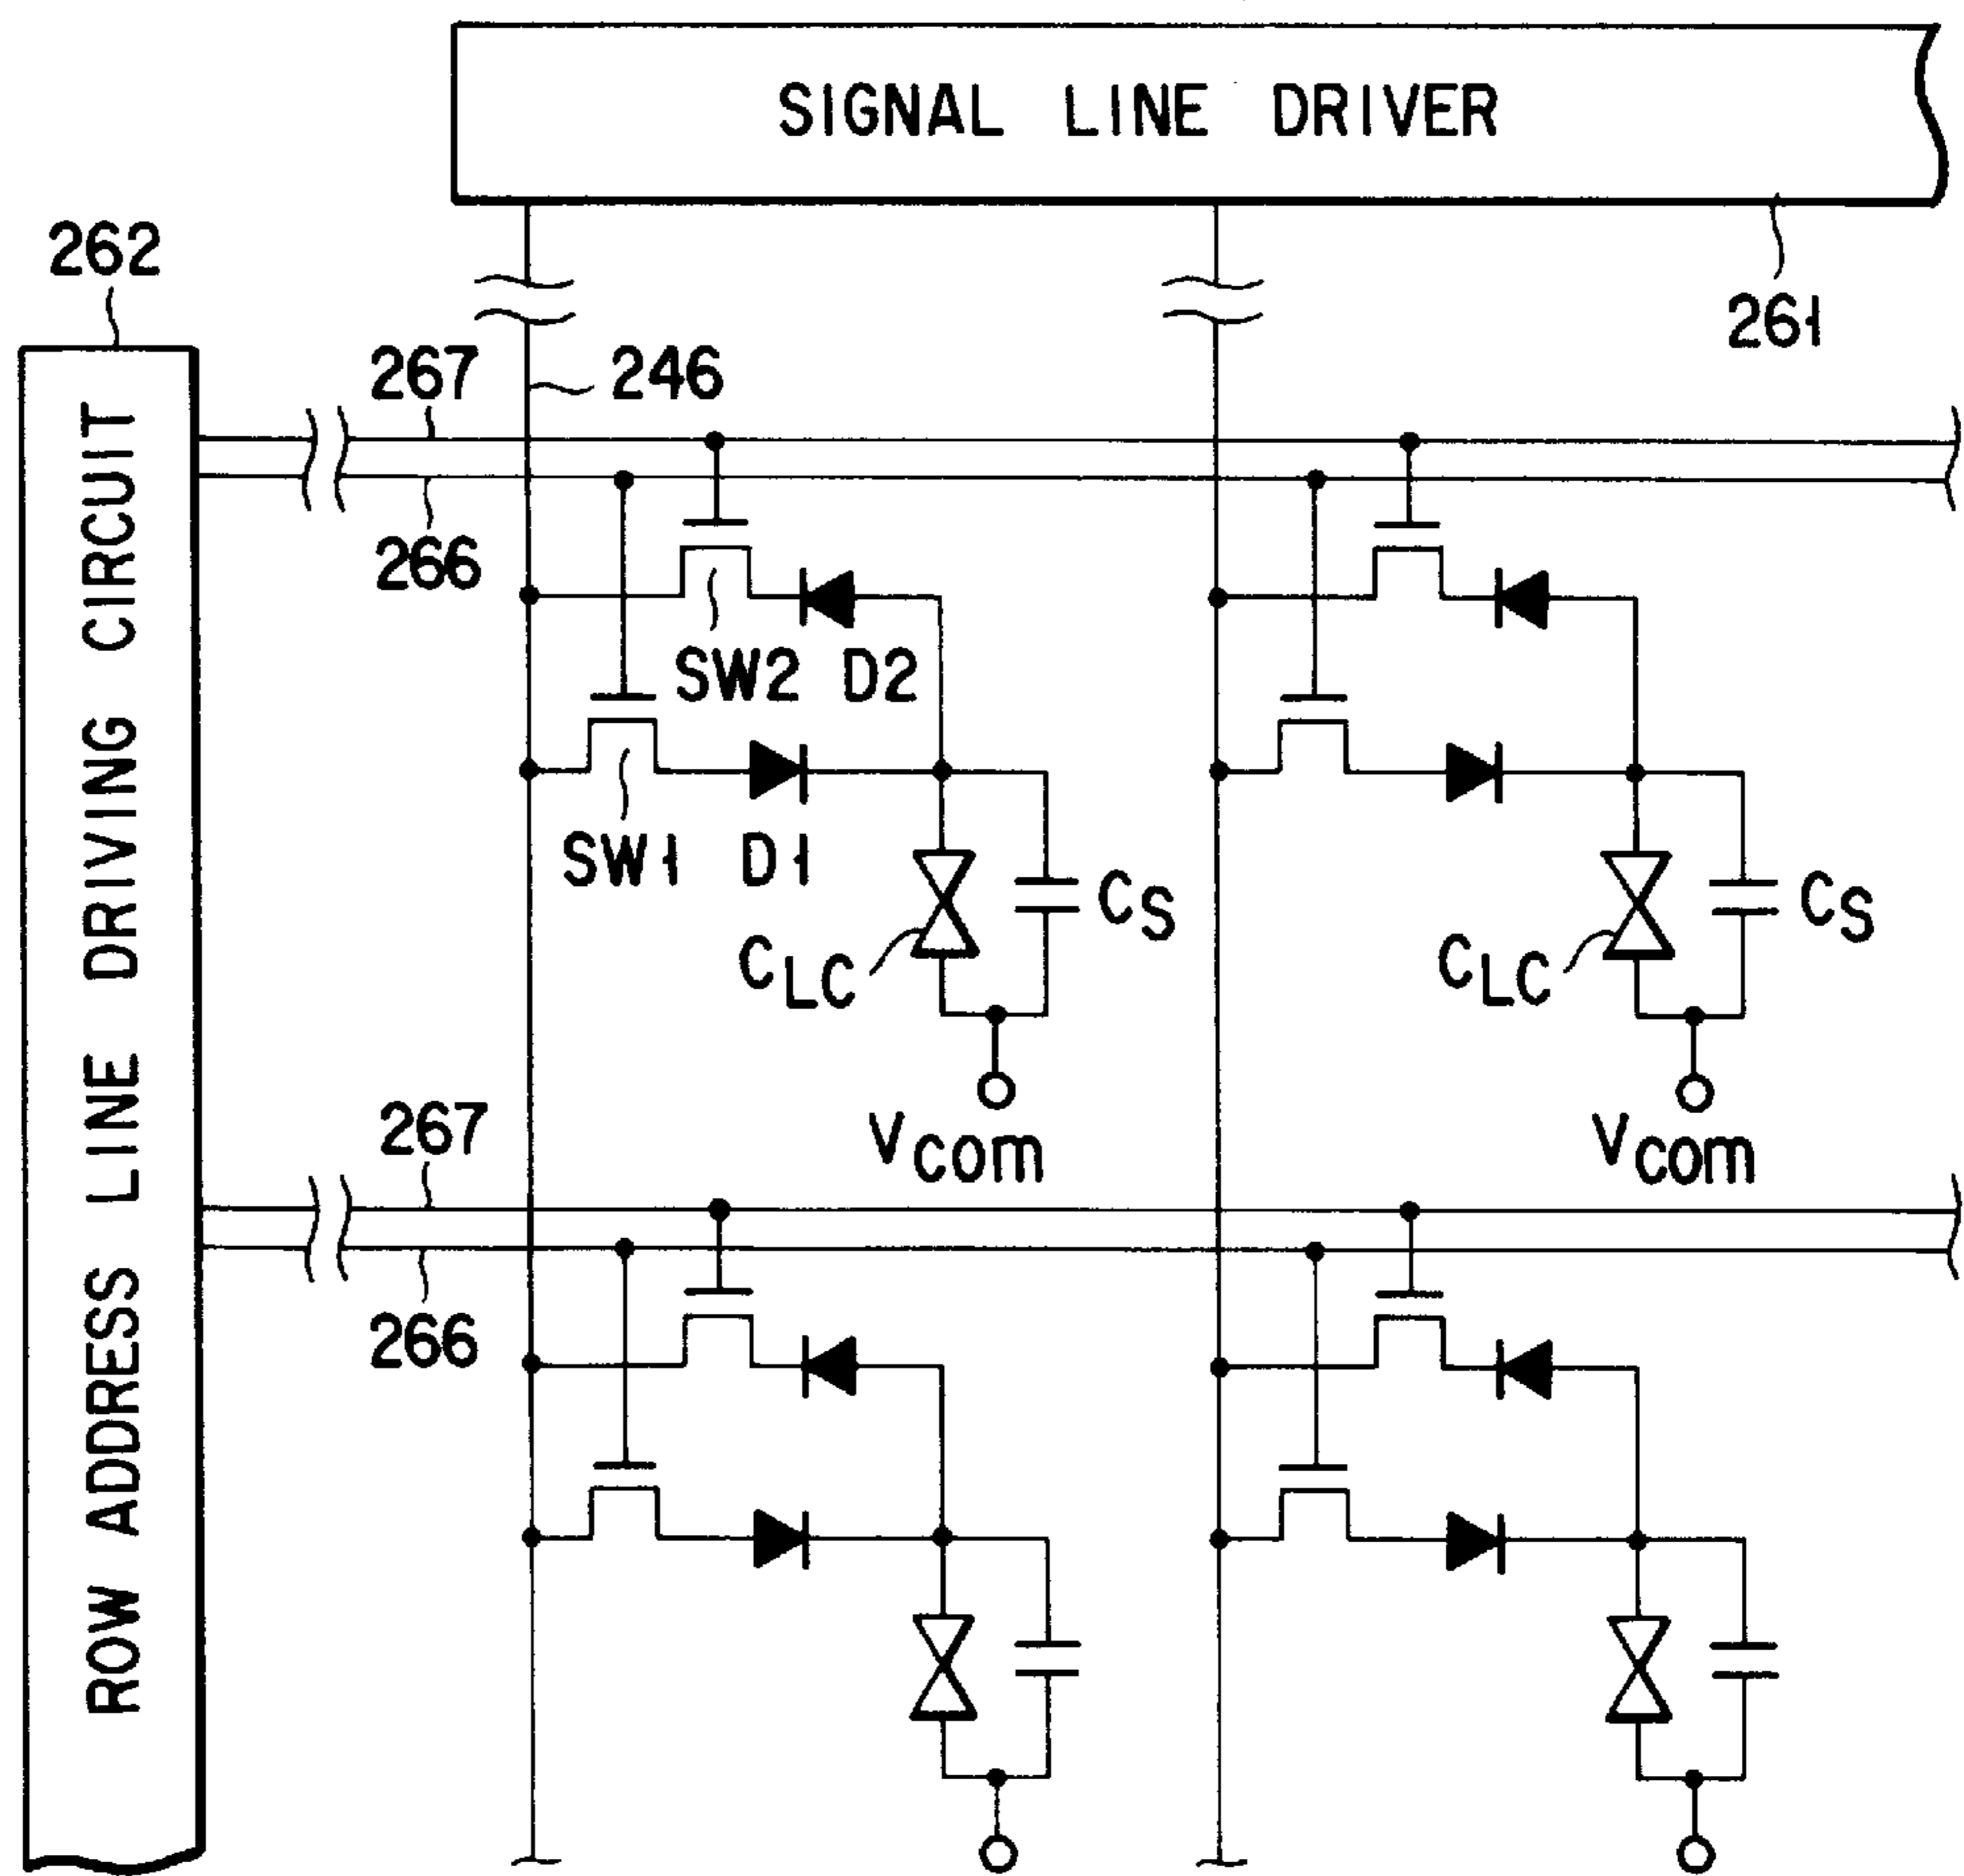 SIGNAL LINE DRIVER
262
261
267
246
266
ROW ADDRESS LINE DRIVING CIRCUIT
SW2 D2
SW1 D1
CS
CS
CLC
CLC
Vcom
Vcom
267
266